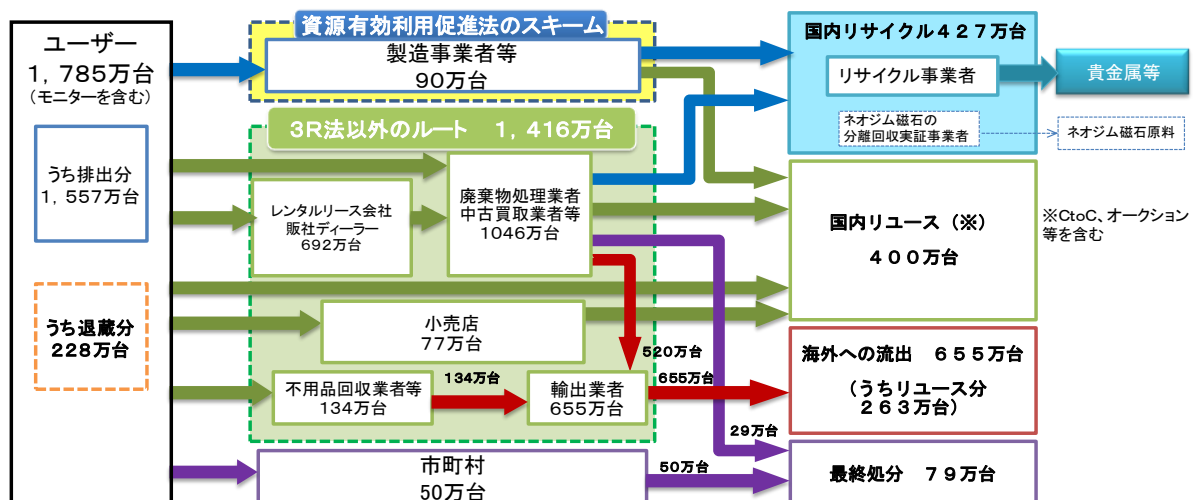 ユーザー
１，７８５万台
（モニターを含む）
うち排出分
１，５５７万台
うち退蔵分
２２８万台
資源有効利用促進法のスキーム
製造事業者等
９０万台
３Ｒ法以外のルート　１，４１６万台
レンタルリース会社
販社ディーラー
６９２万台
廃棄物処理業者
中古買取業者等
１０４６万台
小売店
７７万台
不用品回収業者等
１３４万台
１３４万台
輸出業者
６５５万台
５２０万台
６５５万台
市町村
５０万台
２９万台
５０万台
国内リサイクル４２７万台
リサイクル事業者
貴金属等
ネオジム磁石の
分離回収実証事業者
ネオジム磁石原料
国内リユース（※）
４００万台
※ＣｔｏＣ、オークション
等を含む
海外への流出　６５５万台
（うちリユース分
２６３万台）
最終処分　７９万台